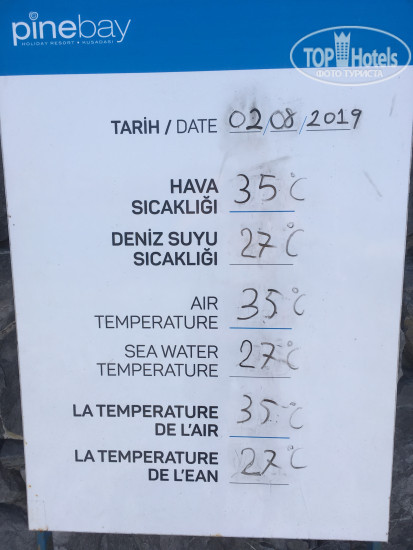 pinebay
HOLIDAY RESORT • KUŞADASI
TOP Hotels
ФОТО ТУРИСТА
TARİH / DATE 02/08/2019
HAVA
SICAKLIĞI 35°C
DENİZ SUYU
SICAKLIĞI 27°C
AIR
TEMPERATURE 35°C
SEA WATER
TEMPERATURE 27°C
LA TEMPERATURE
DE L'AIR 35°C
LA TEMPERATURE
DE L'EAN 27°C